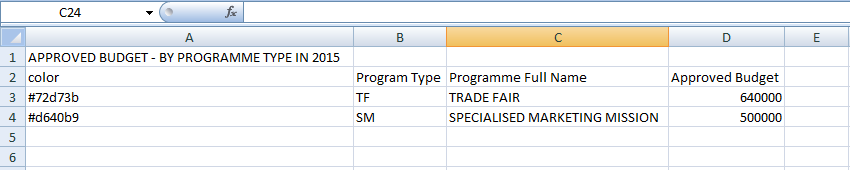 C24 fx
A B C D E
1 APPROVED BUDGET - BY PROGRAMME TYPE IN 2015
2 color Program Type Programme Full Name Approved Budget
3 #72d73b TF TRADE FAIR 640000
4 #d640b9 SM SPECIALISED MARKETING MISSION 500000
5
6